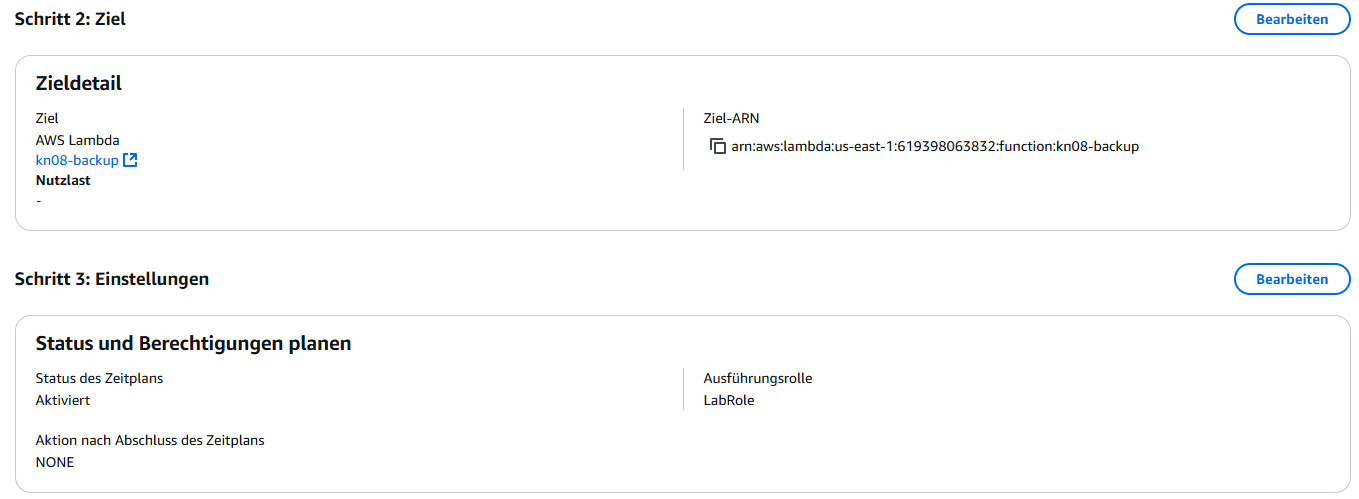 Schritt 2: Ziel
Bearbeiten
Zieldetail
Ziel
AWS Lambda
kn08-backup
Nutzlast
-
Ziel-ARN
arn:aws:lambda:us-east-1:619398063832:function:kn08-backup
Schritt 3: Einstellungen
Bearbeiten
Status und Berechtigungen planen
Status des Zeitplans
Aktiviert
Aktion nach Abschluss des Zeitplans
NONE
Ausführungsrolle
LabRole